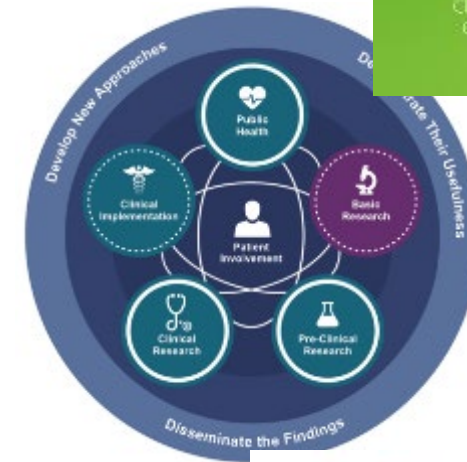 Develop New Approaches
Their Usefulness
Public
Health
Clinical
Implementation
Basic
Research
Patient
Involvement
Clinical
Research
Pre-Clinical
Research
Disseminate the Findings